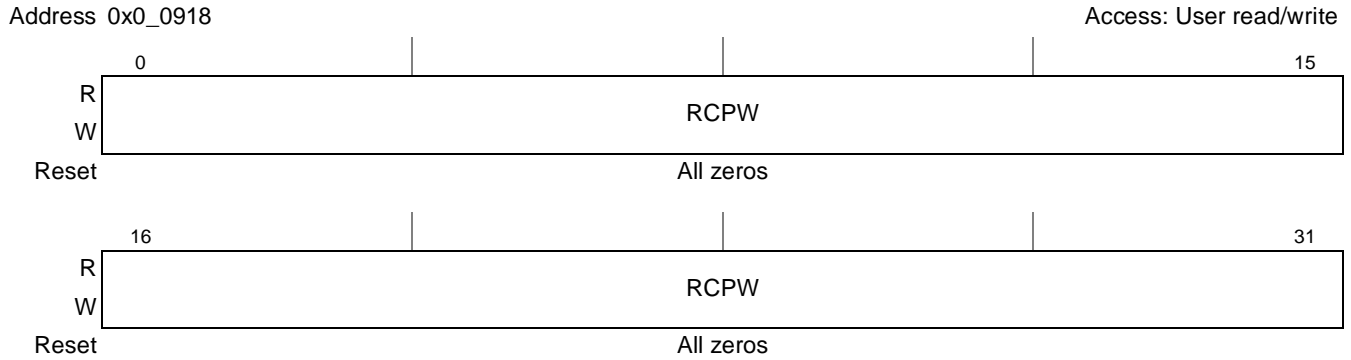 Address 0x0_0918 Access: User read/write
0 15
R
RCPW
W
Reset All zeros
16 31
R
RCPW
W
Reset All zeros